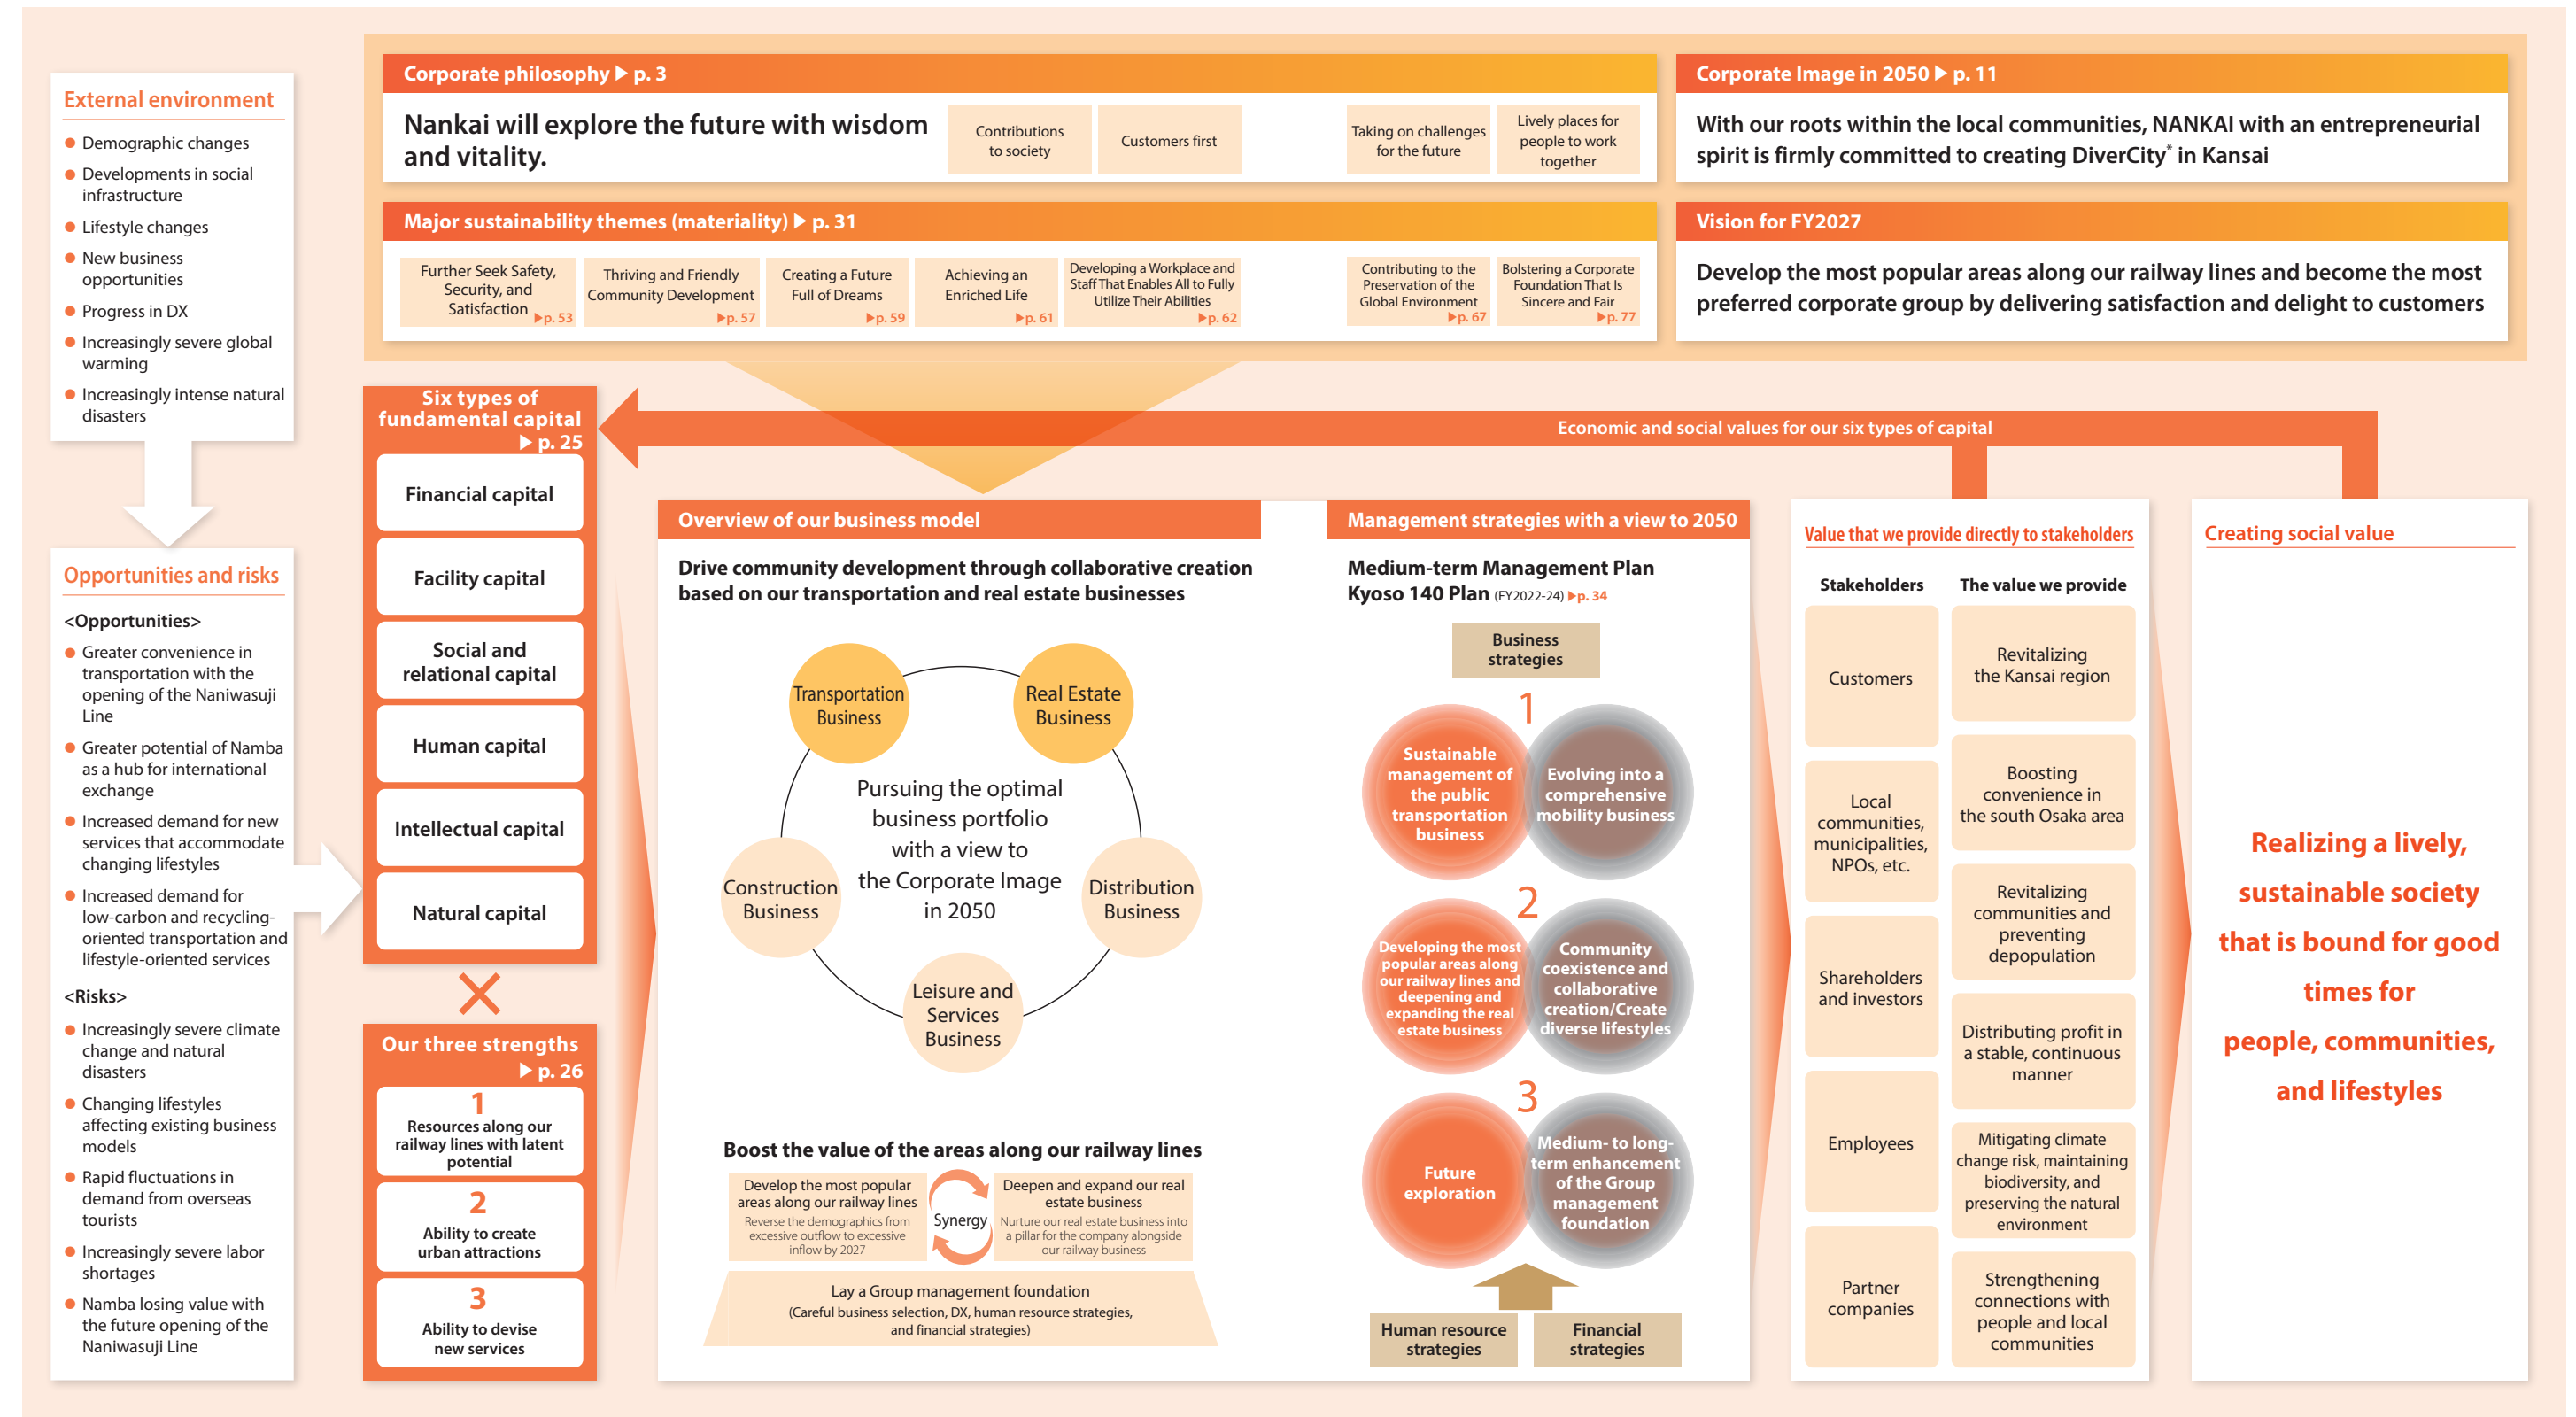 External environment
Demographic changes
Developments in social
infrastructure
Lifestyle changes
New business
opportunities
Progress in DX
Increasingly severe global
warming
Increasingly intense natural
disasters
Opportunities and risks
<Opportunities>
Greater convenience in
transportation with the
opening of the Naniwasuji
Line
Greater potential of Namba
as a hub for international
exchange
Increased demand for new
services that accommodate
changing lifestyles
Increased demand for
low-carbon and recycling-
oriented transportation and
lifestyle-oriented services
<Risks>
Increasingly severe climate
change and natural
disasters
Changing lifestyles
affecting existing business
models
Rapid fluctuations in
demand from overseas
tourists
Increasingly severe labor
shortages
Namba losing value with
the future opening of the
Naniwasuji Line
Corporate philosophy ▶ p. 3
Nankai will explore the future with wisdom
and vitality.
Contributions
to society
Customers first
Taking on challenges
for the future
Lively places for
people to work
together
Corporate Image in 2050 ▶ p. 11
With our roots within the local communities, NANKAI with an entrepreneurial
spirit is firmly committed to creating DiverCity* in Kansai
Major sustainability themes (materiality) ▶ p. 31
Further Seek Safety,
Security, and
Satisfaction
▶p. 53
Thriving and Friendly
Community Development
▶p. 57
Creating a Future
Full of Dreams
▶p. 59
Achieving an
Enriched Life
▶p. 61
Developing a Workplace and
Staff That Enables All to Fully
Utilize Their Abilities
▶p. 62
Contributing to the
Preservation of the
Global Environment
▶p. 67
Bolstering a Corporate
Foundation That Is
Sincere and Fair
▶p. 77
Vision for FY2027
Develop the most popular areas along our railway lines and become the most
preferred corporate group by delivering satisfaction and delight to customers
Six types of
fundamental capital
▶ p. 25
Financial capital
Facility capital
Social and
relational capital
Human capital
Intellectual capital
Natural capital
Our three strengths
▶ p. 26
1
Resources along our
railway lines with latent
potential
2
Ability to create
urban attractions
3
Ability to devise
new services
Economic and social values for our six types of capital
Overview of our business model
Drive community development through collaborative creation
based on our transportation and real estate businesses
Transportation
Business
Real Estate
Business
Pursuing the optimal
business portfolio
with a view to
the Corporate Image
in 2050
Construction
Business
Distribution
Business
Leisure and
Services
Business
Boost the value of the areas along our railway lines
Develop the most popular
areas along our railway lines
Reverse the demographics from
excessive outflow to excessive
inflow by 2027
Synergy
Deepen and expand our real
estate business
Nurture our real estate business into
a pillar for the company alongside
our railway business
Lay a Group management foundation
(Careful business selection, DX, human resource strategies,
and financial strategies)
Management strategies with a view to 2050
Medium-term Management Plan
Kyoso 140 Plan (FY2022-24) ▶p. 34
Business
strategies
1
Sustainable
management of
the public
transportation
business
Evolving into a
comprehensive
mobility business
2
Developing the most
popular areas along
our railway lines and
deepening and
expanding the real
estate business
Community
coexistence and
collaborative
creation/Create
diverse lifestyles
3
Future
exploration
Medium- to long-
term enhancement
of the Group
management
foundation
Human resource
strategies
Financial
strategies
Value that we provide directly to stakeholders
Stakeholders
Customers
Local
communities,
municipalities,
NPOs, etc.
Shareholders
and investors
Employees
Partner
companies
The value we provide
Revitalizing
the Kansai region
Boosting
convenience in
the south Osaka area
Revitalizing
communities and
preventing
depopulation
Distributing profit in
a stable, continuous
manner
Mitigating climate
change risk, maintaining
biodiversity, and
preserving the natural
environment
Strengthening
connections with
people and local
communities
Creating social value
Realizing a lively,
sustainable society
that is bound for good
times for
people, communities,
and lifestyles